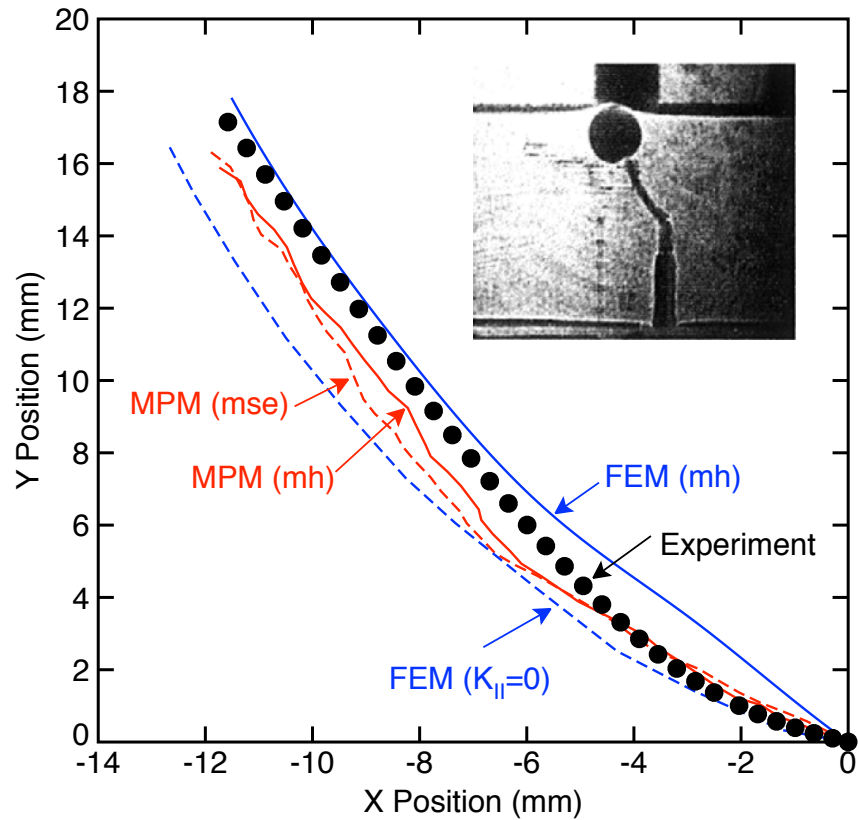 20
18
16
14
12
10
8
6
4
2
0
Y Position (mm)
MPM (mse)
MPM (mh)
FEM (mh)
Experiment
FEM (K_II=0)
-14 -12 -10 -8 -6 -4 -2 0
X Position (mm)